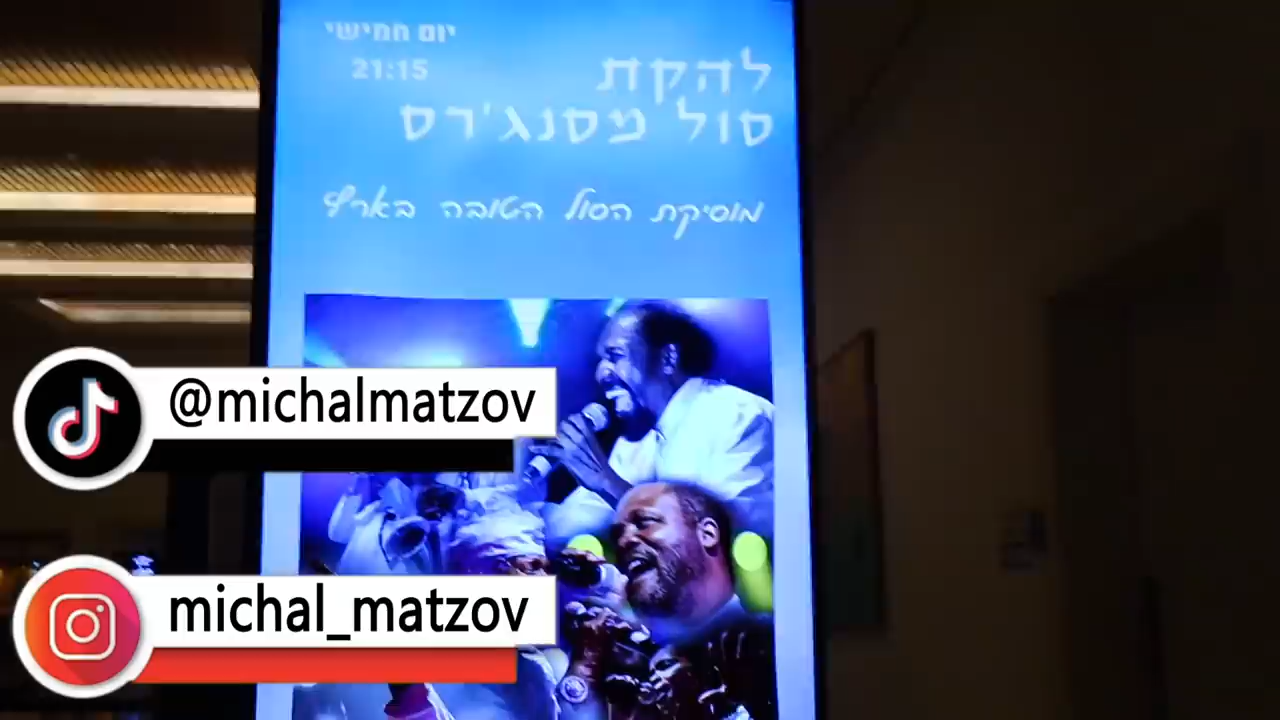 יום חמישי
21:15
להקת
סול מסנג'רס
מוסיקת הסול הטובה בארץ
@michalmatzov
michal_matzov